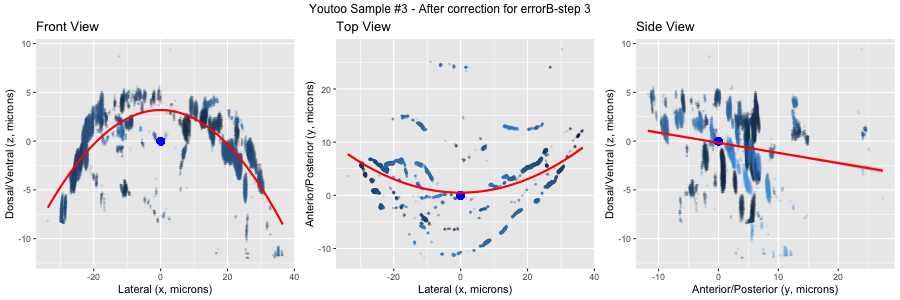 Youtoo Sample #3 - After correction for errorB-step 3
Front View
Top View
Side View
Dorsal/Ventral (z, microns)
10
5
0
-5
-10
-20
0
20
40
Lateral (x, microns)
Anterior/Posterior (y, microns)
20
10
0
-10
-20
0
20
40
Lateral (x, microns)
Dorsal/Ventral (z, microns)
10
5
0
-5
-10
-10
0
10
20
Anterior/Posterior (y, microns)